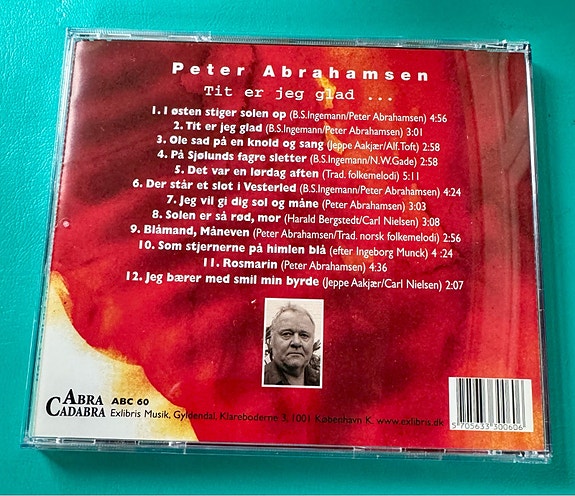 Peter Abrahamsen
Tit er jeg glad ...
1. I østen stiger solen op (B.S.Ingemann/Peter Abrahamsen) 4:56
2. Tit er jeg glad (B.S.Ingemann/Peter Abrahamsen) 3:01
3. Ole sad på en knold og sang (Jeppe Aakjær/Alf.Toft) 2:58
4. På Sjølunds fagre sletter (B.S.Ingemann/N.W.Gade) 2:58
5. Det var en lørdag aften (Trad. folkemelodi) 5:11
6. Der står et slot i Vesterled (B.S.Ingemann/Peter Abrahamsen) 4:24
7. Jeg vil gi dig sol og måne (Peter Abrahamsen) 3:03
8. Solen er så rød, mor (Harald Bergstedt/Carl Nielsen) 3:08
9. Blåmand, Måneven (Peter Abrahamsen/Trad. norsk folkemelodi) 2:56
10. Som stjernerne på himlen blå (efter Ingeborg Munck) 4 :24
11. Rosmarin (Peter Abrahamsen) 4:36
12. Jeg bærer med smil min byrde (Jeppe Aakjær/Carl Nielsen) 2:07
ABRA
CADABRA
ABC 60
Exlibris Musik, Gyldendal, Klareboderne 3, 1001 København K. www.exlibris.dk
5 705633 300606